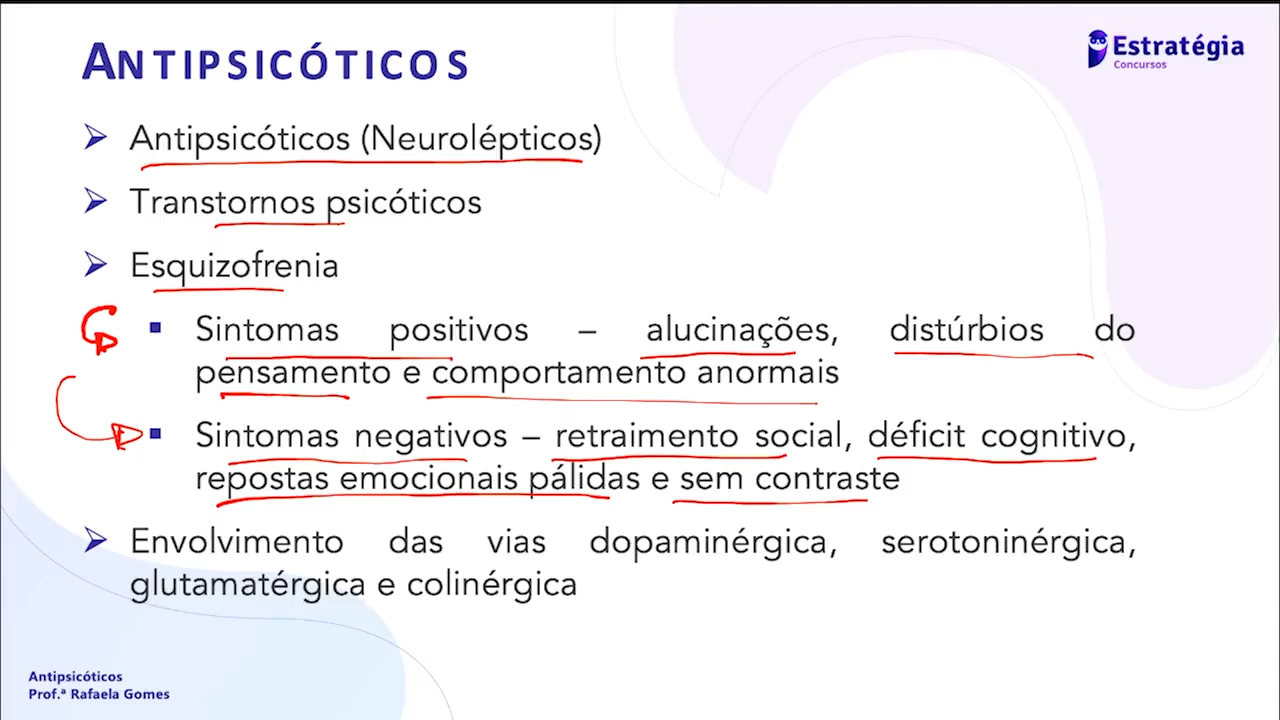 ANTIPSICÓTICOS
Estratégia
Concursos
Antipsicóticos (Neurolépticos)
Transtornos psicóticos
Esquizofrenia
Sintomas positivos – alucinações, distúrbios do
pensamento e comportamento anormais
Sintomas negativos – retraimento social, déficit cognitivo,
repostas emocionais pálidas e sem contraste
Envolvimento das vias dopaminérgica, serotoninérgica,
glutamatérgica e colinérgica
Antipsicóticos
Prof.ª Rafaela Gomes